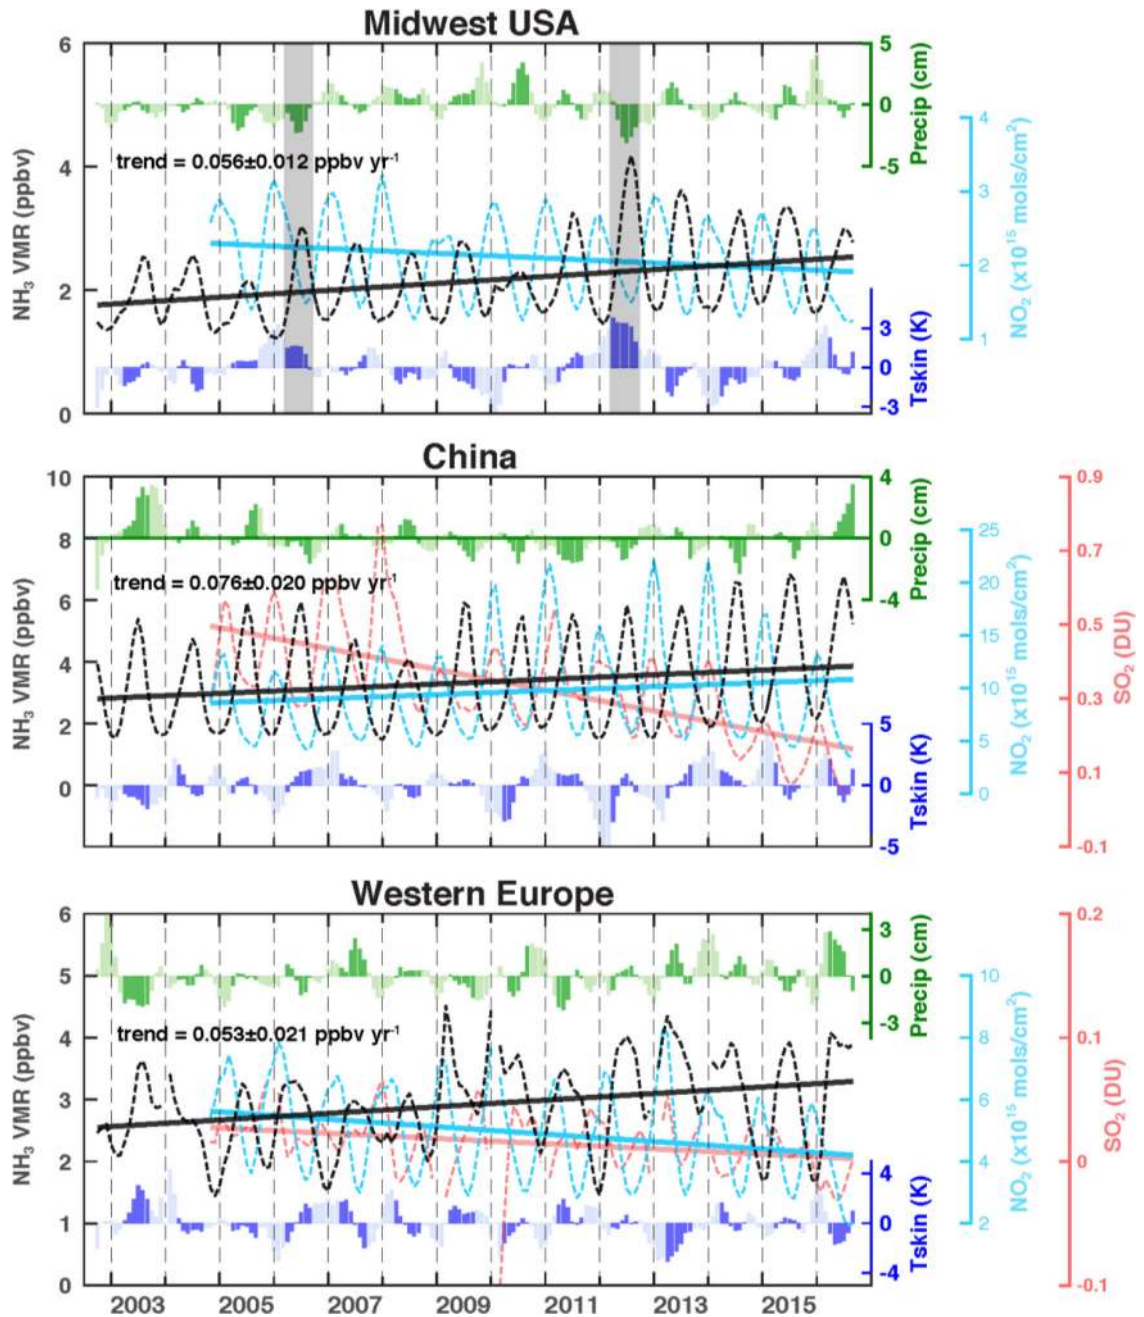 Midwest USA
6
4
2
0
NH3 VMR (ppbv)
trend = 0.056±0.012 ppbv yr-1
5
0
-5
Precip (cm)
3
0
-3
Tskin (K)
4
3
2
1
NO2 (x10^15 mols/cm2)
China
10
8
6
4
2
0
NH3 VMR (ppbv)
trend = 0.076±0.020 ppbv yr-1
4
0
-4
Precip (cm)
5
0
-5
Tskin (K)
25
20
15
10
5
0
NO2 (x10^15 mols/cm2)
0.9
0.7
0.5
0.3
0.1
-0.1
SO2 (DU)
Western Europe
6
5
4
3
2
1
0
NH3 VMR (ppbv)
trend = 0.053±0.021 ppbv yr-1
3
0
-3
Precip (cm)
4
0
-4
Tskin (K)
10
8
6
4
2
NO2 (x10^15 mols/cm2)
0.2
0.1
0
-0.1
SO2 (DU)
2003 2005 2007 2009 2011 2013 2015